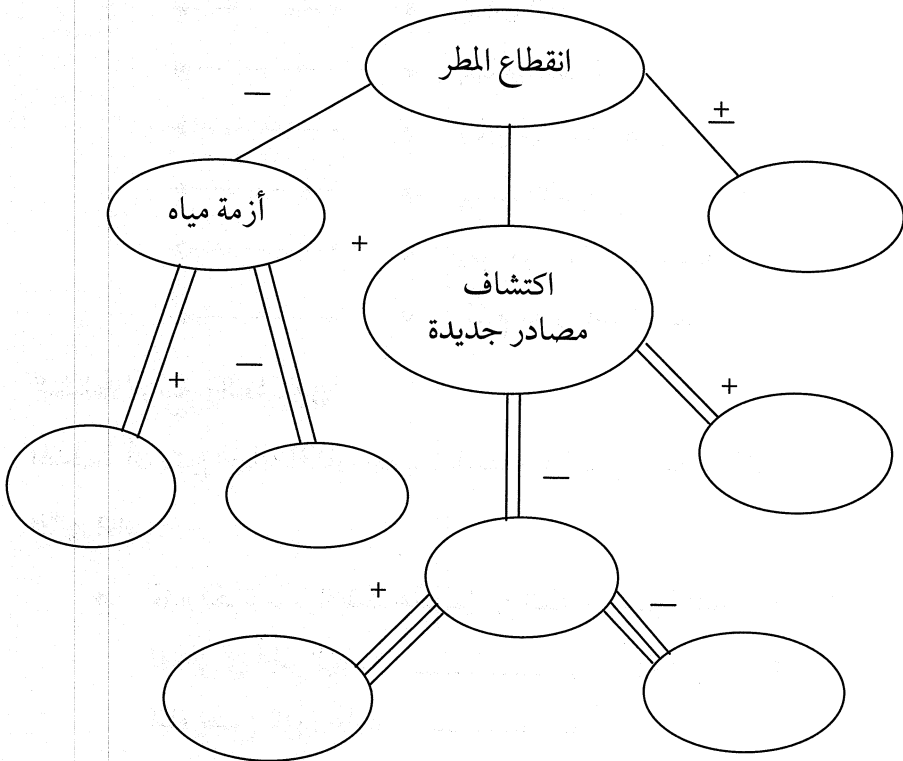 انقطاع المطر
—
±
أزمة مياه
+
اكتشاف
مصادر جديدة
+
—
+
—
+
—